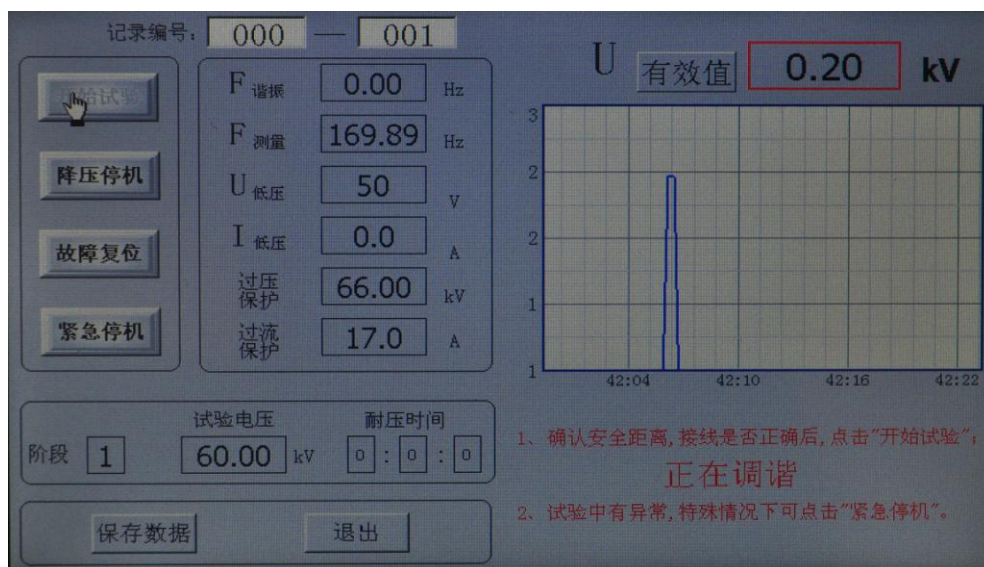 记录编号: 000 — 001
开始试验
降压停机
故障复位
紧急停机
F 谐振 0.00 Hz
F 测量 169.89 Hz
U 低压 50 V
I 低压 0.0 A
过压保护 66.00 kV
过流保护 17.0 A
试验电压 耐压时间
阶段 1 60.00 kV 0 : 0 : 0
保存数据 退出
U 有效值 0.20 kV
3
2
2
1
1
42:04 42:10 42:16 42:22
1、确认安全距离,接线是否正确后,点击"开始试验";
正在调谐
2、试验中有异常,特殊情况下可点击"紧急停机"。